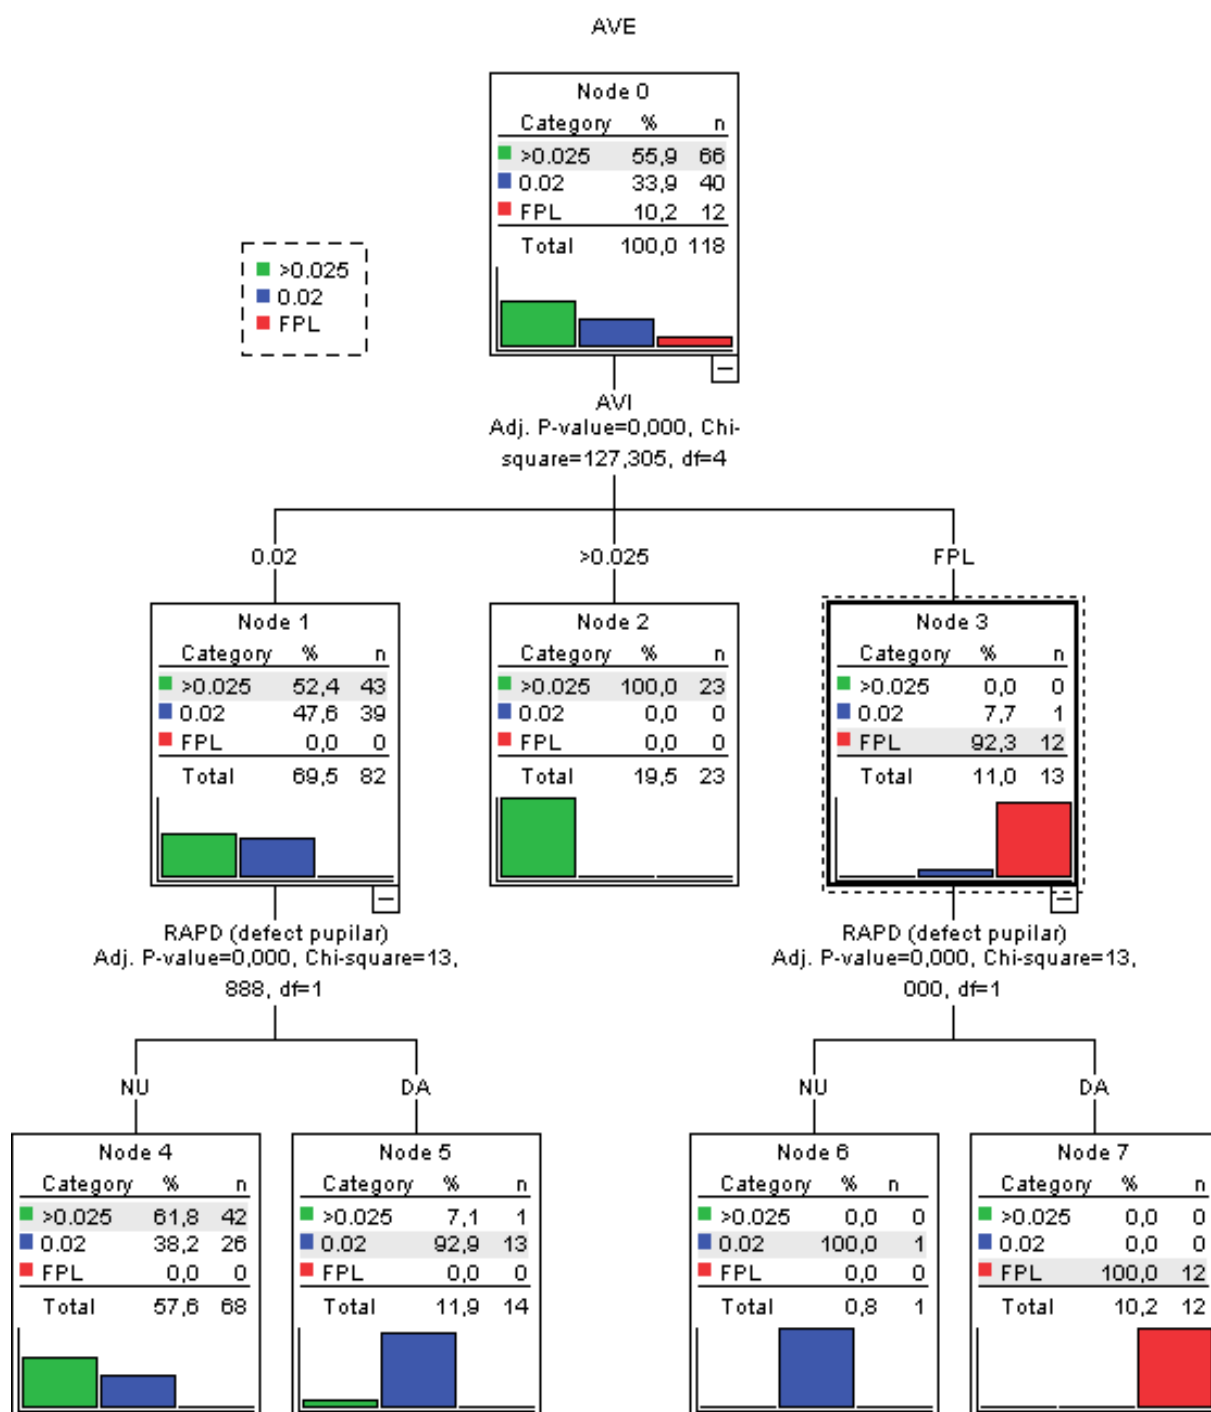 AVE
Node 0
Category % n
>0.025 55,9 66
0.02 33,9 40
FPL 10,2 12
Total 100,0 118
>0.025
0.02
FPL
AVI
Adj. P-value=0,000, Chi-
square=127,305, df=4
0.02
>0.025
FPL
Node 1
Category % n
>0.025 52,4 43
0.02 47,6 39
FPL 0,0 0
Total 69,5 82
Node 2
Category % n
>0.025 100,0 23
0.02 0,0 0
FPL 0,0 0
Total 19,5 23
Node 3
Category % n
>0.025 0,0 0
0.02 7,7 1
FPL 92,3 12
Total 11,0 13
RAPD (defect pupilar)
Adj. P-value=0,000, Chi-square=13,
888, df=1
RAPD (defect pupilar)
Adj. P-value=0,000, Chi-square=13,
000, df=1
NU
DA
NU
DA
Node 4
Category % n
>0.025 61,8 42
0.02 38,2 26
FPL 0,0 0
Total 57,6 68
Node 5
Category % n
>0.025 7,1 1
0.02 92,9 13
FPL 0,0 0
Total 11,9 14
Node 6
Category % n
>0.025 0,0 0
0.02 100,0 1
FPL 0,0 0
Total 0,8 1
Node 7
Category % n
>0.025 0,0 0
0.02 0,0 0
FPL 100,0 12
Total 10,2 12